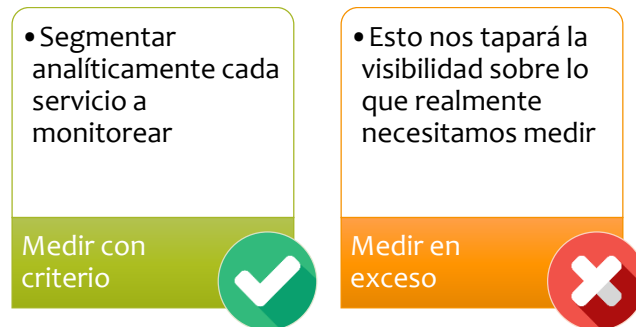 •Segmentar
analíticamente cada
servicio a
monitorear
Medir con
criterio
•Esto nos tapará la
visibilidad sobre lo
que realmente
necesitamos medir
Medir en
exceso